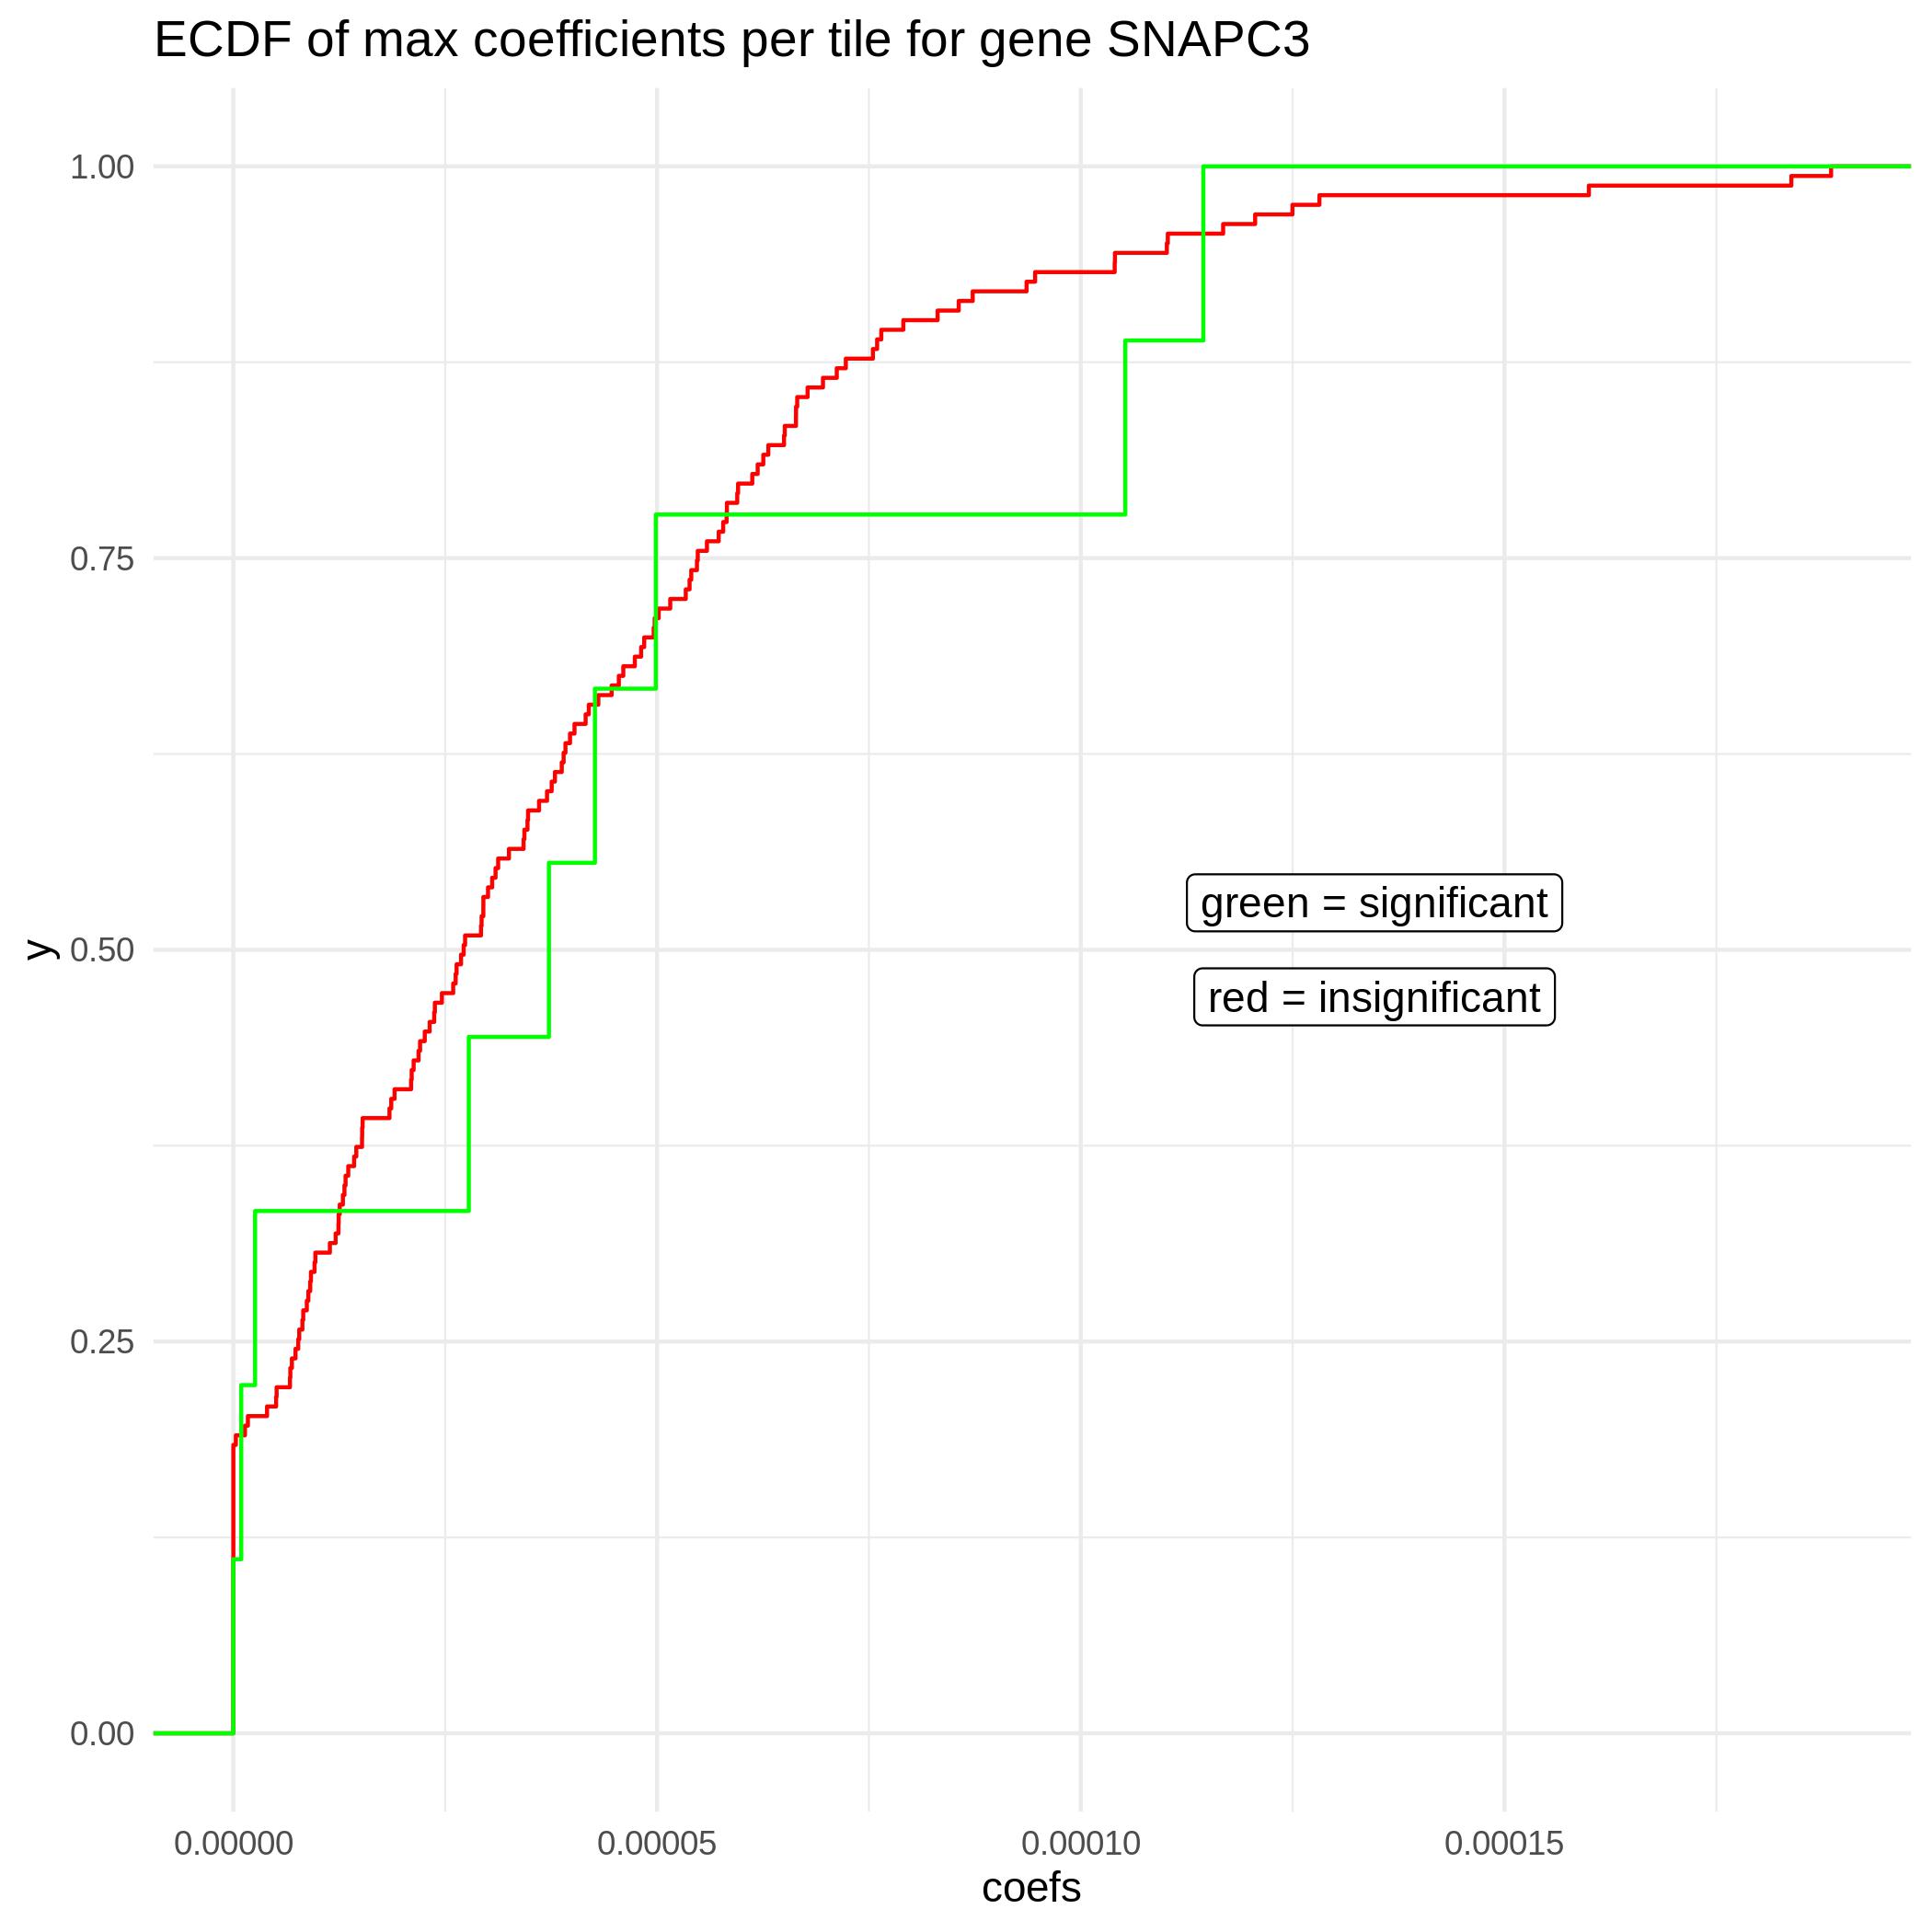 ECDF of max coefficients per tile for gene SNAPC3
1.00
0.75
0.50
0.25
0.00
y
green = significant
red = insignificant
0.00000
0.00005
0.00010
0.00015
coefs